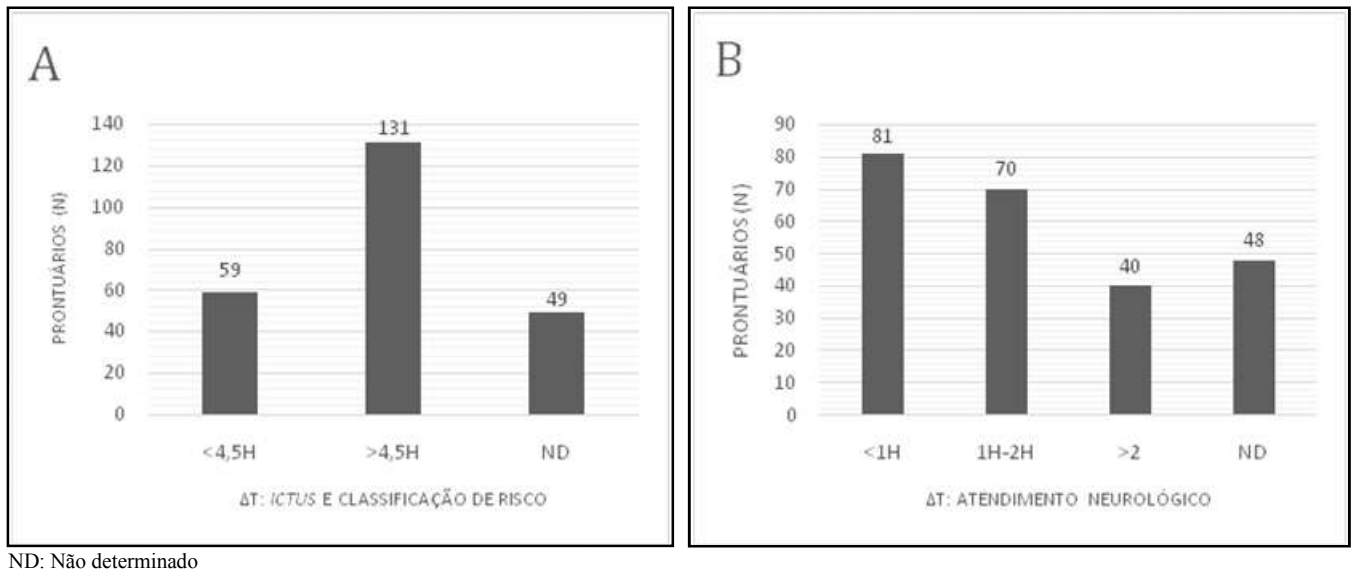 A
140
120
100
80
60
40
20
0
PRONTUÁRIOS (N)
59
131
49
<4,5H >4,5H ND
ΔT: ICTUS E CLASSIFICAÇÃO DE RISCO
B
90
80
70
60
50
40
30
20
10
0
PRONTUÁRIOS (N)
81
70
40
48
<1H 1H-2H >2 ND
ΔT: ATENDIMENTO NEUROLÓGICO
ND: Não determinado